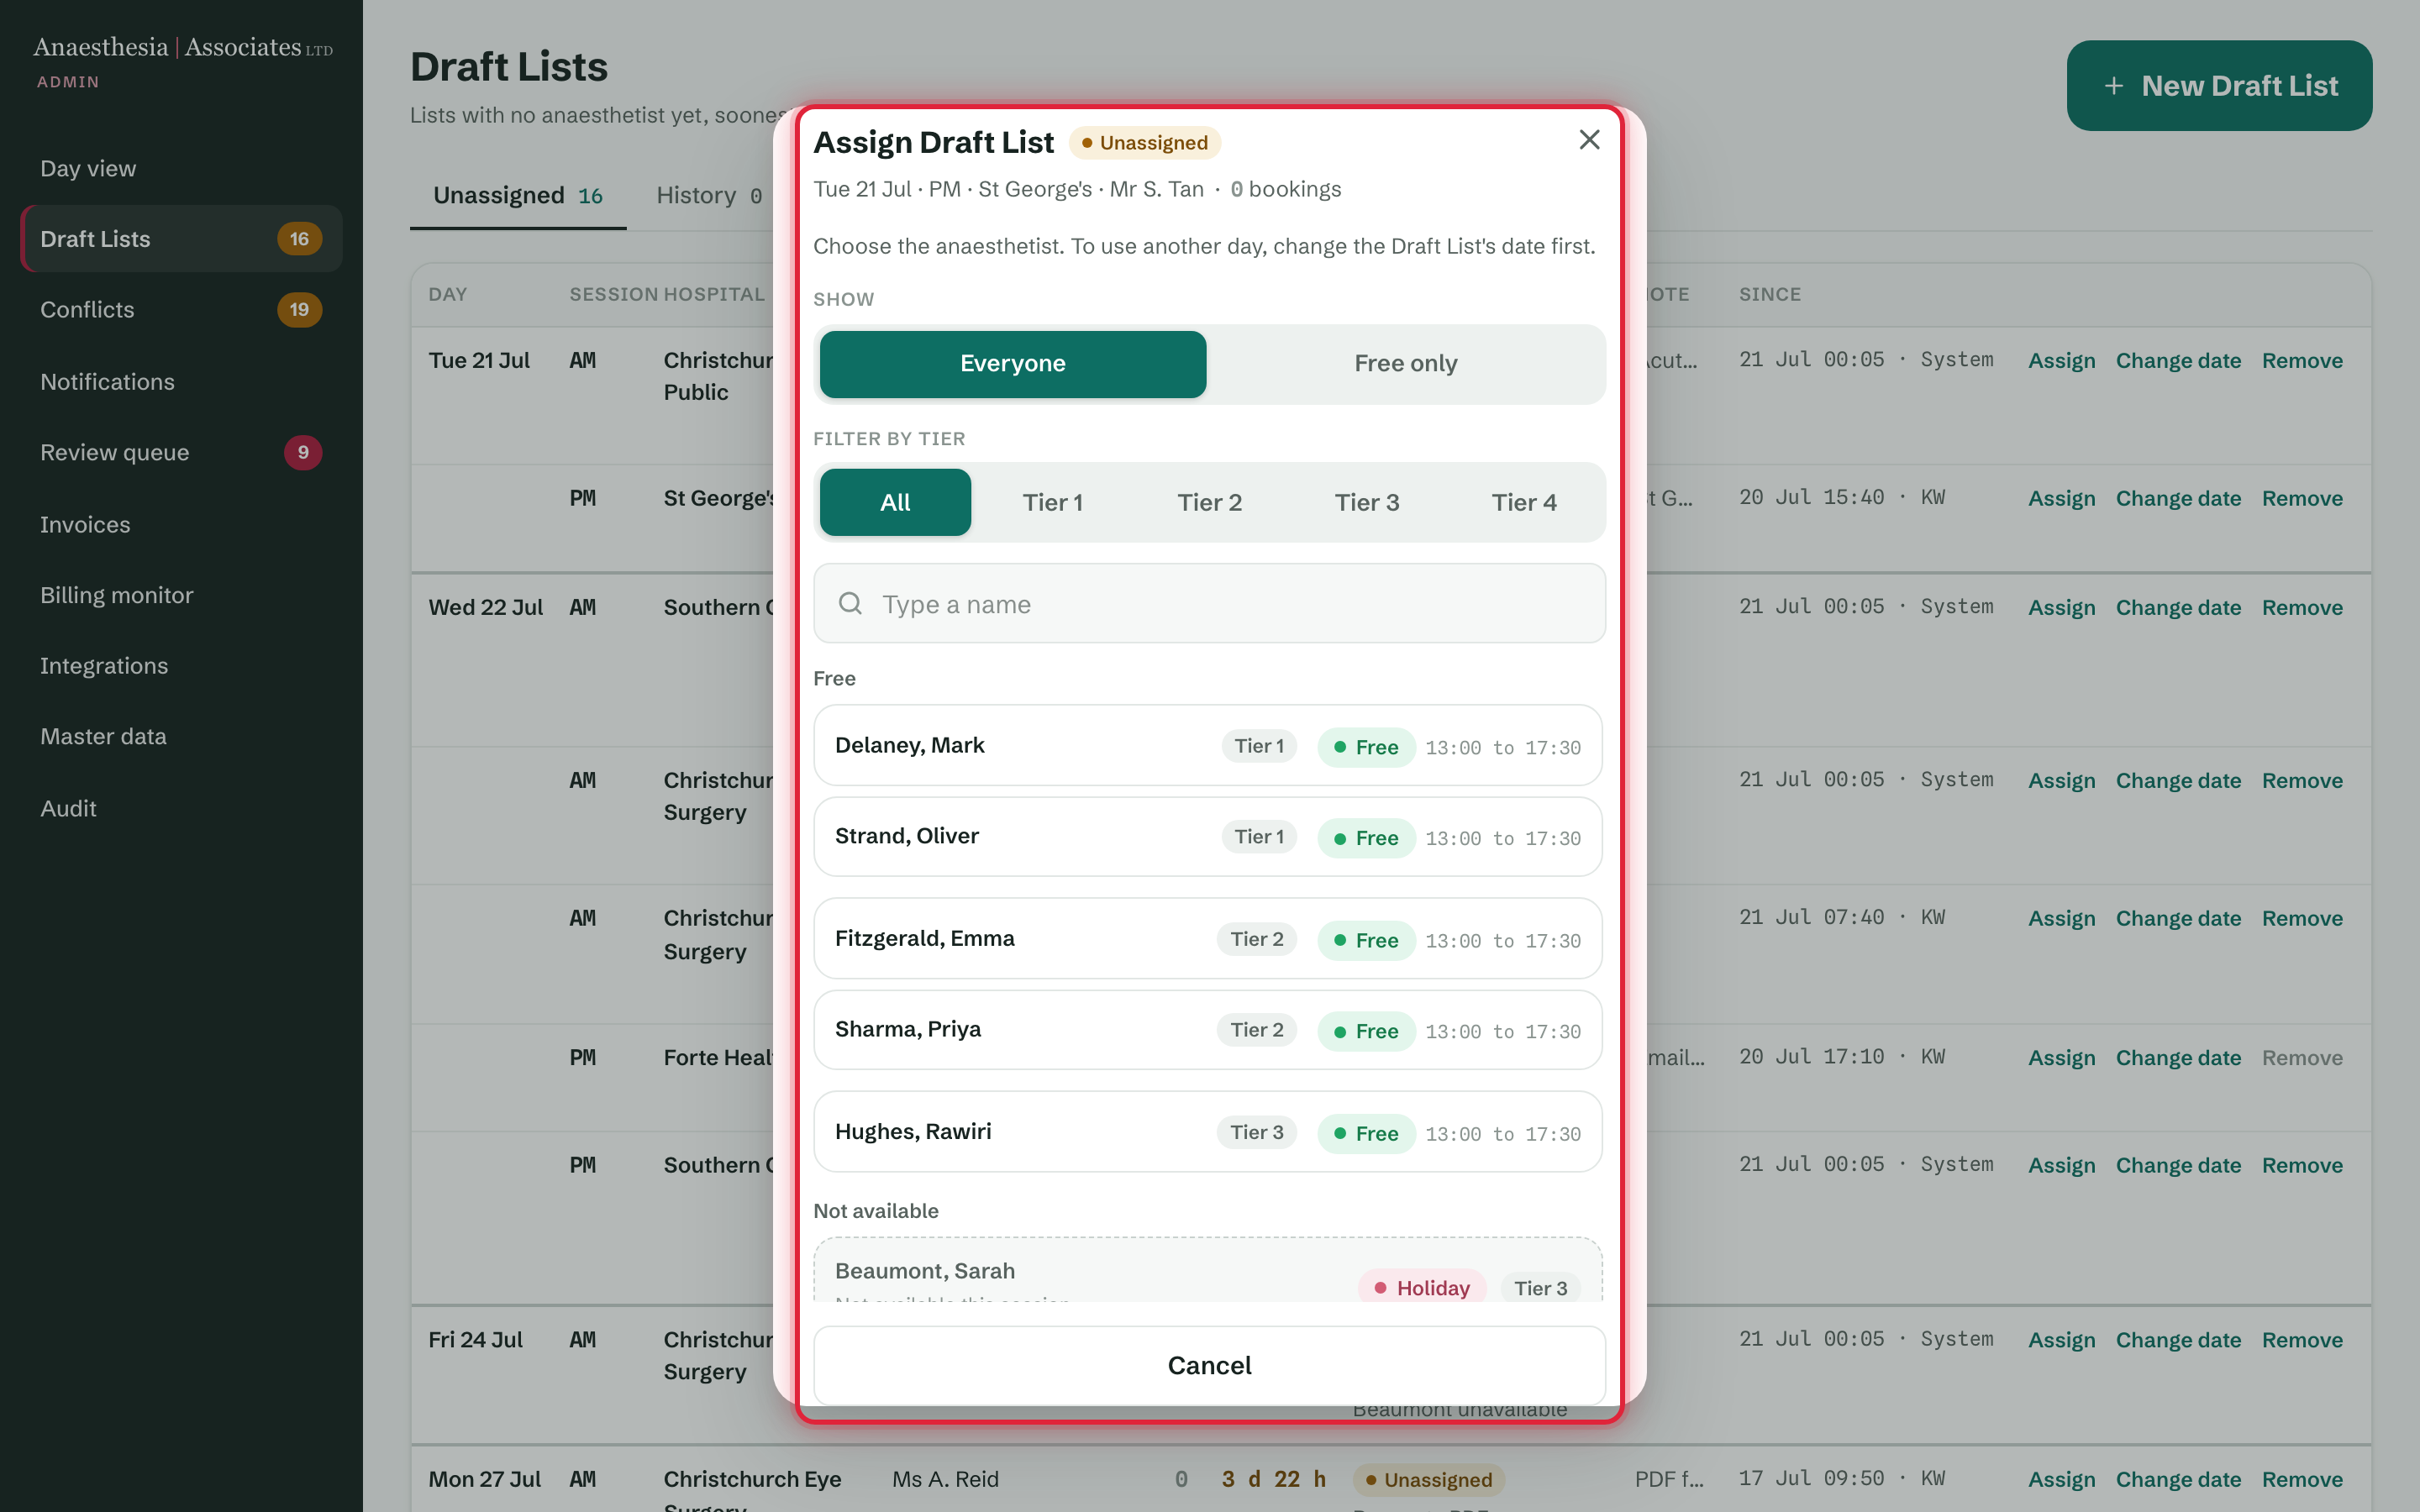 Anaesthesia | Associates LTD
ADMIN
Day view
Draft Lists 16
Conflicts 19
Notifications
Review queue 9
Invoices
Billing monitor
Integrations
Master data
Audit
Draft Lists
Lists with no anaesthetist yet,
+ New Draft List
Unassigned 16 History 0
DAY SESSION HOSPITAL SINCE
Tue 21 Jul AM 21 Jul 00:05 · System Assign Change date Remove
Public
PM St George's 20 Jul 15:40 · KW Assign Change date Remove
Wed 22 Jul AM Southern 21 Jul 00:05 · System Assign Change date Remove
AM 21 Jul 00:05 · System Assign Change date Remove
Surgery
AM 21 Jul 07:40 · KW Assign Change date Remove
Surgery
PM Forte 20 Jul 17:10 · KW Assign Change date Remove
PM Southern 21 Jul 00:05 · System Assign Change date Remove
Fri 24 Jul AM 21 Jul 00:05 · System Assign Change date Remove
Surgery
Beaumont unavailable
Mon 27 Jul AM Christchurch Eye Ms A. Reid 0 3 d 22 h Unassigned PDF f... 17 Jul 09:50 · KW Assign Change date Remove
Assign Draft List Unassigned
Tue 21 Jul · PM · St George's · Mr S. Tan · 0 bookings
Choose the anaesthetist. To use another day, change the Draft List's date first.
SHOW
Everyone Free only
FILTER BY TIER
All Tier 1 Tier 2 Tier 3 Tier 4
Type a name
Free
Delaney, Mark Tier 1 Free 13:00 to 17:30
Strand, Oliver Tier 1 Free 13:00 to 17:30
Fitzgerald, Emma Tier 2 Free 13:00 to 17:30
Sharma, Priya Tier 2 Free 13:00 to 17:30
Hughes, Rawiri Tier 3 Free 13:00 to 17:30
Not available
Beaumont, Sarah Holiday Tier 3
Cancel